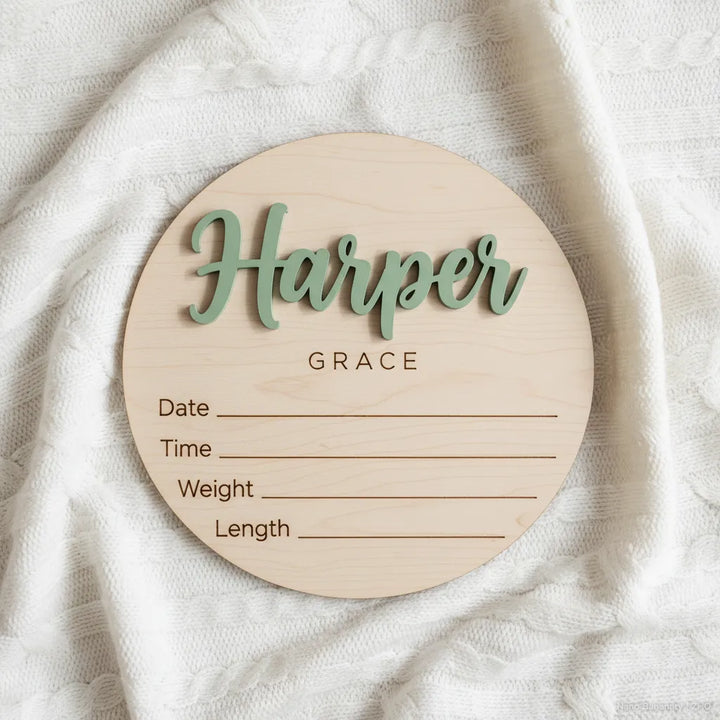 Harper
GRACE
Date
Time
Weight
Length